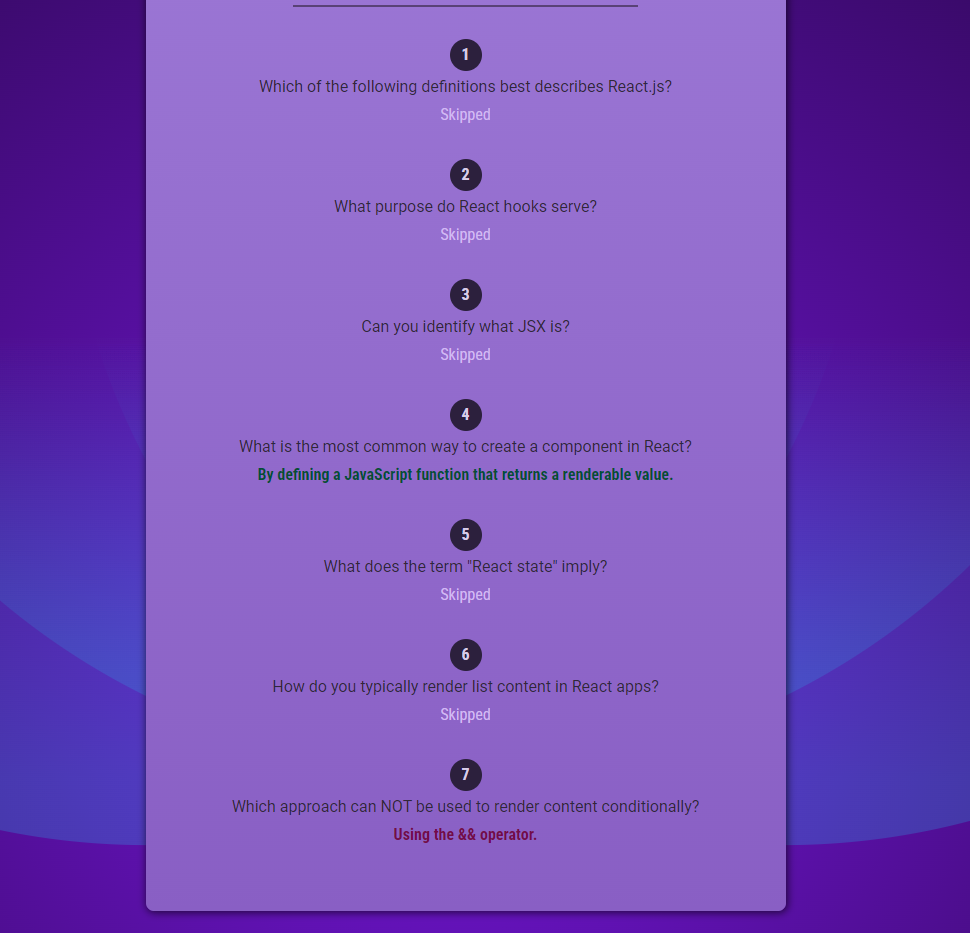 1
Which of the following definitions best describes React.js?
Skipped
2
What purpose do React hooks serve?
Skipped
3
Can you identify what JSX is?
Skipped
4
What is the most common way to create a component in React?
By defining a JavaScript function that returns a renderable value.
5
What does the term "React state" imply?
Skipped
6
How do you typically render list content in React apps?
Skipped
7
Which approach can NOT be used to render content conditionally?
Using the && operator.